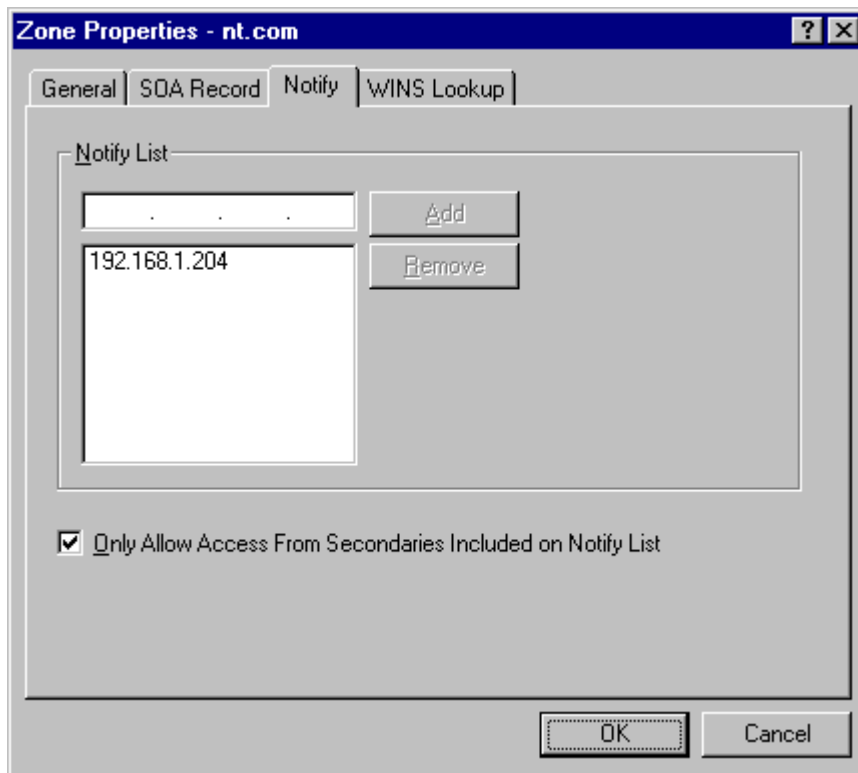 Zone Properties - nt.com
General SOA Record Notify WINS Lookup
Notify List
. . .
Add
192.168.1.204
Remove
Only Allow Access From Secondaries Included on Notify List
OK Cancel